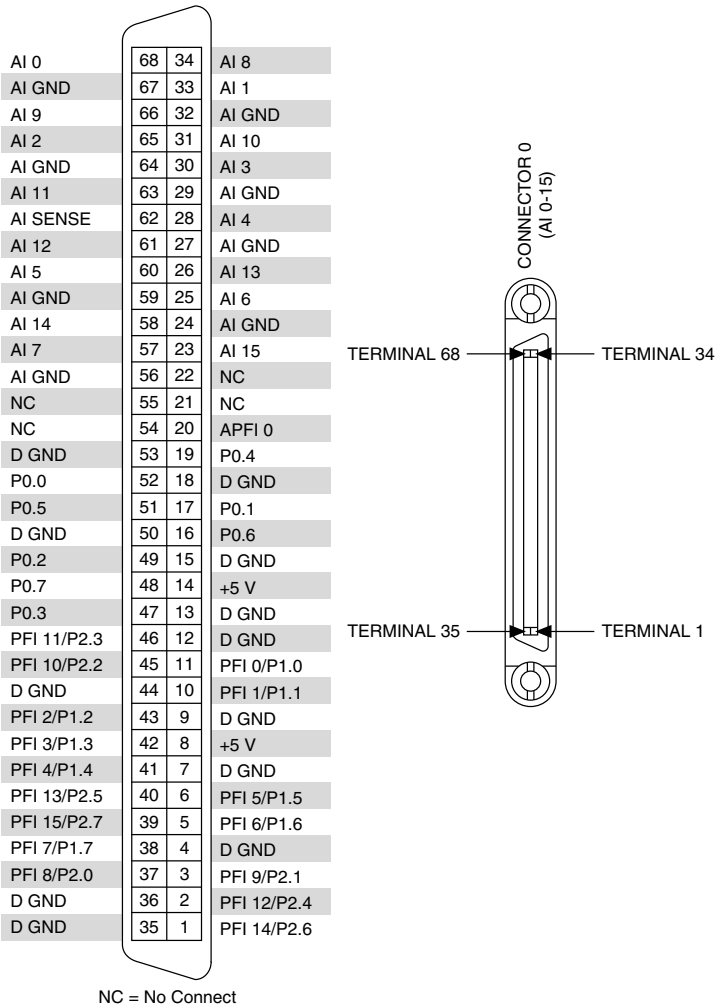 AI 0 68 34 AI 8
AI GND 67 33 AI 1
AI 9 66 32 AI GND
AI 2 65 31 AI 10
AI GND 64 30 AI 3
AI 11 63 29 AI GND
AI SENSE 62 28 AI 4
AI 12 61 27 AI GND
AI 5 60 26 AI 13
AI GND 59 25 AI 6
AI 14 58 24 AI GND
AI 7 57 23 AI 15
AI GND 56 22 NC
NC 55 21 NC
NC 54 20 APFI 0
D GND 53 19 P0.4
P0.0 52 18 D GND
P0.5 51 17 P0.1
D GND 50 16 P0.6
P0.2 49 15 D GND
P0.7 48 14 +5 V
P0.3 47 13 D GND
PFI 11/P2.3 46 12 D GND
PFI 10/P2.2 45 11 PFI 0/P1.0
D GND 44 10 PFI 1/P1.1
PFI 2/P1.2 43 9 D GND
PFI 3/P1.3 42 8 +5 V
PFI 4/P1.4 41 7 D GND
PFI 13/P2.5 40 6 PFI 5/P1.5
PFI 15/P2.7 39 5 PFI 6/P1.6
PFI 7/P1.7 38 4 D GND
PFI 8/P2.0 37 3 PFI 9/P2.1
D GND 36 2 PFI 12/P2.4
D GND 35 1 PFI 14/P2.6
NC = No Connect
CONNECTOR 0
(AI 0-15)
TERMINAL 68 TERMINAL 34
TERMINAL 35 TERMINAL 1